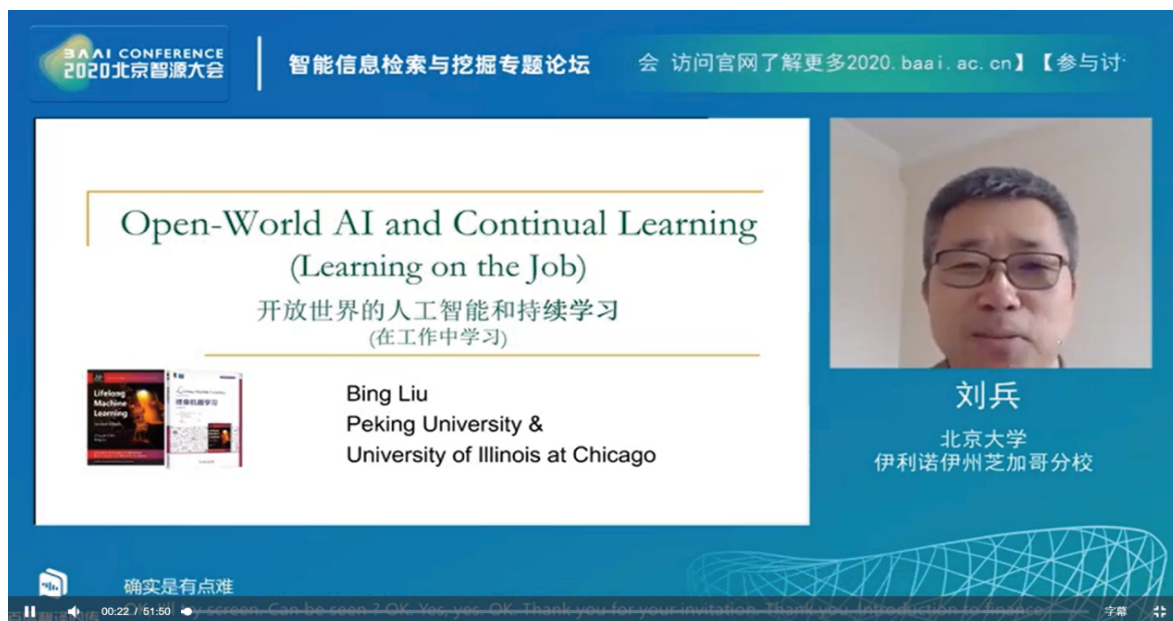 BAAI CONFERENCE
2020北京智源大会
智能信息检索与挖掘专题论坛
会 访问官网了解更多2020.baai.ac.cn】【参与讨
Open-World AI and Continual Learning
(Learning on the Job)
开放世界的人工智能和持续学习
(在工作中学习)
Lifelong
Machine
Learning
Bing Liu
Peking University &
University of Illinois at Chicago
刘兵
北京大学
伊利诺伊州芝加哥分校
确实是有点难
screen. Can be seen ? OK. Yes, yes. OK. Thank you for your invitation. Thank you. Introduction to finance
00:22 / 51:50
字幕